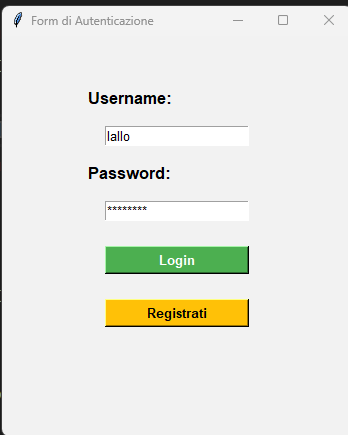 Form di Autenticazione
Username:
lallo
Password:
********
Login
Registrati